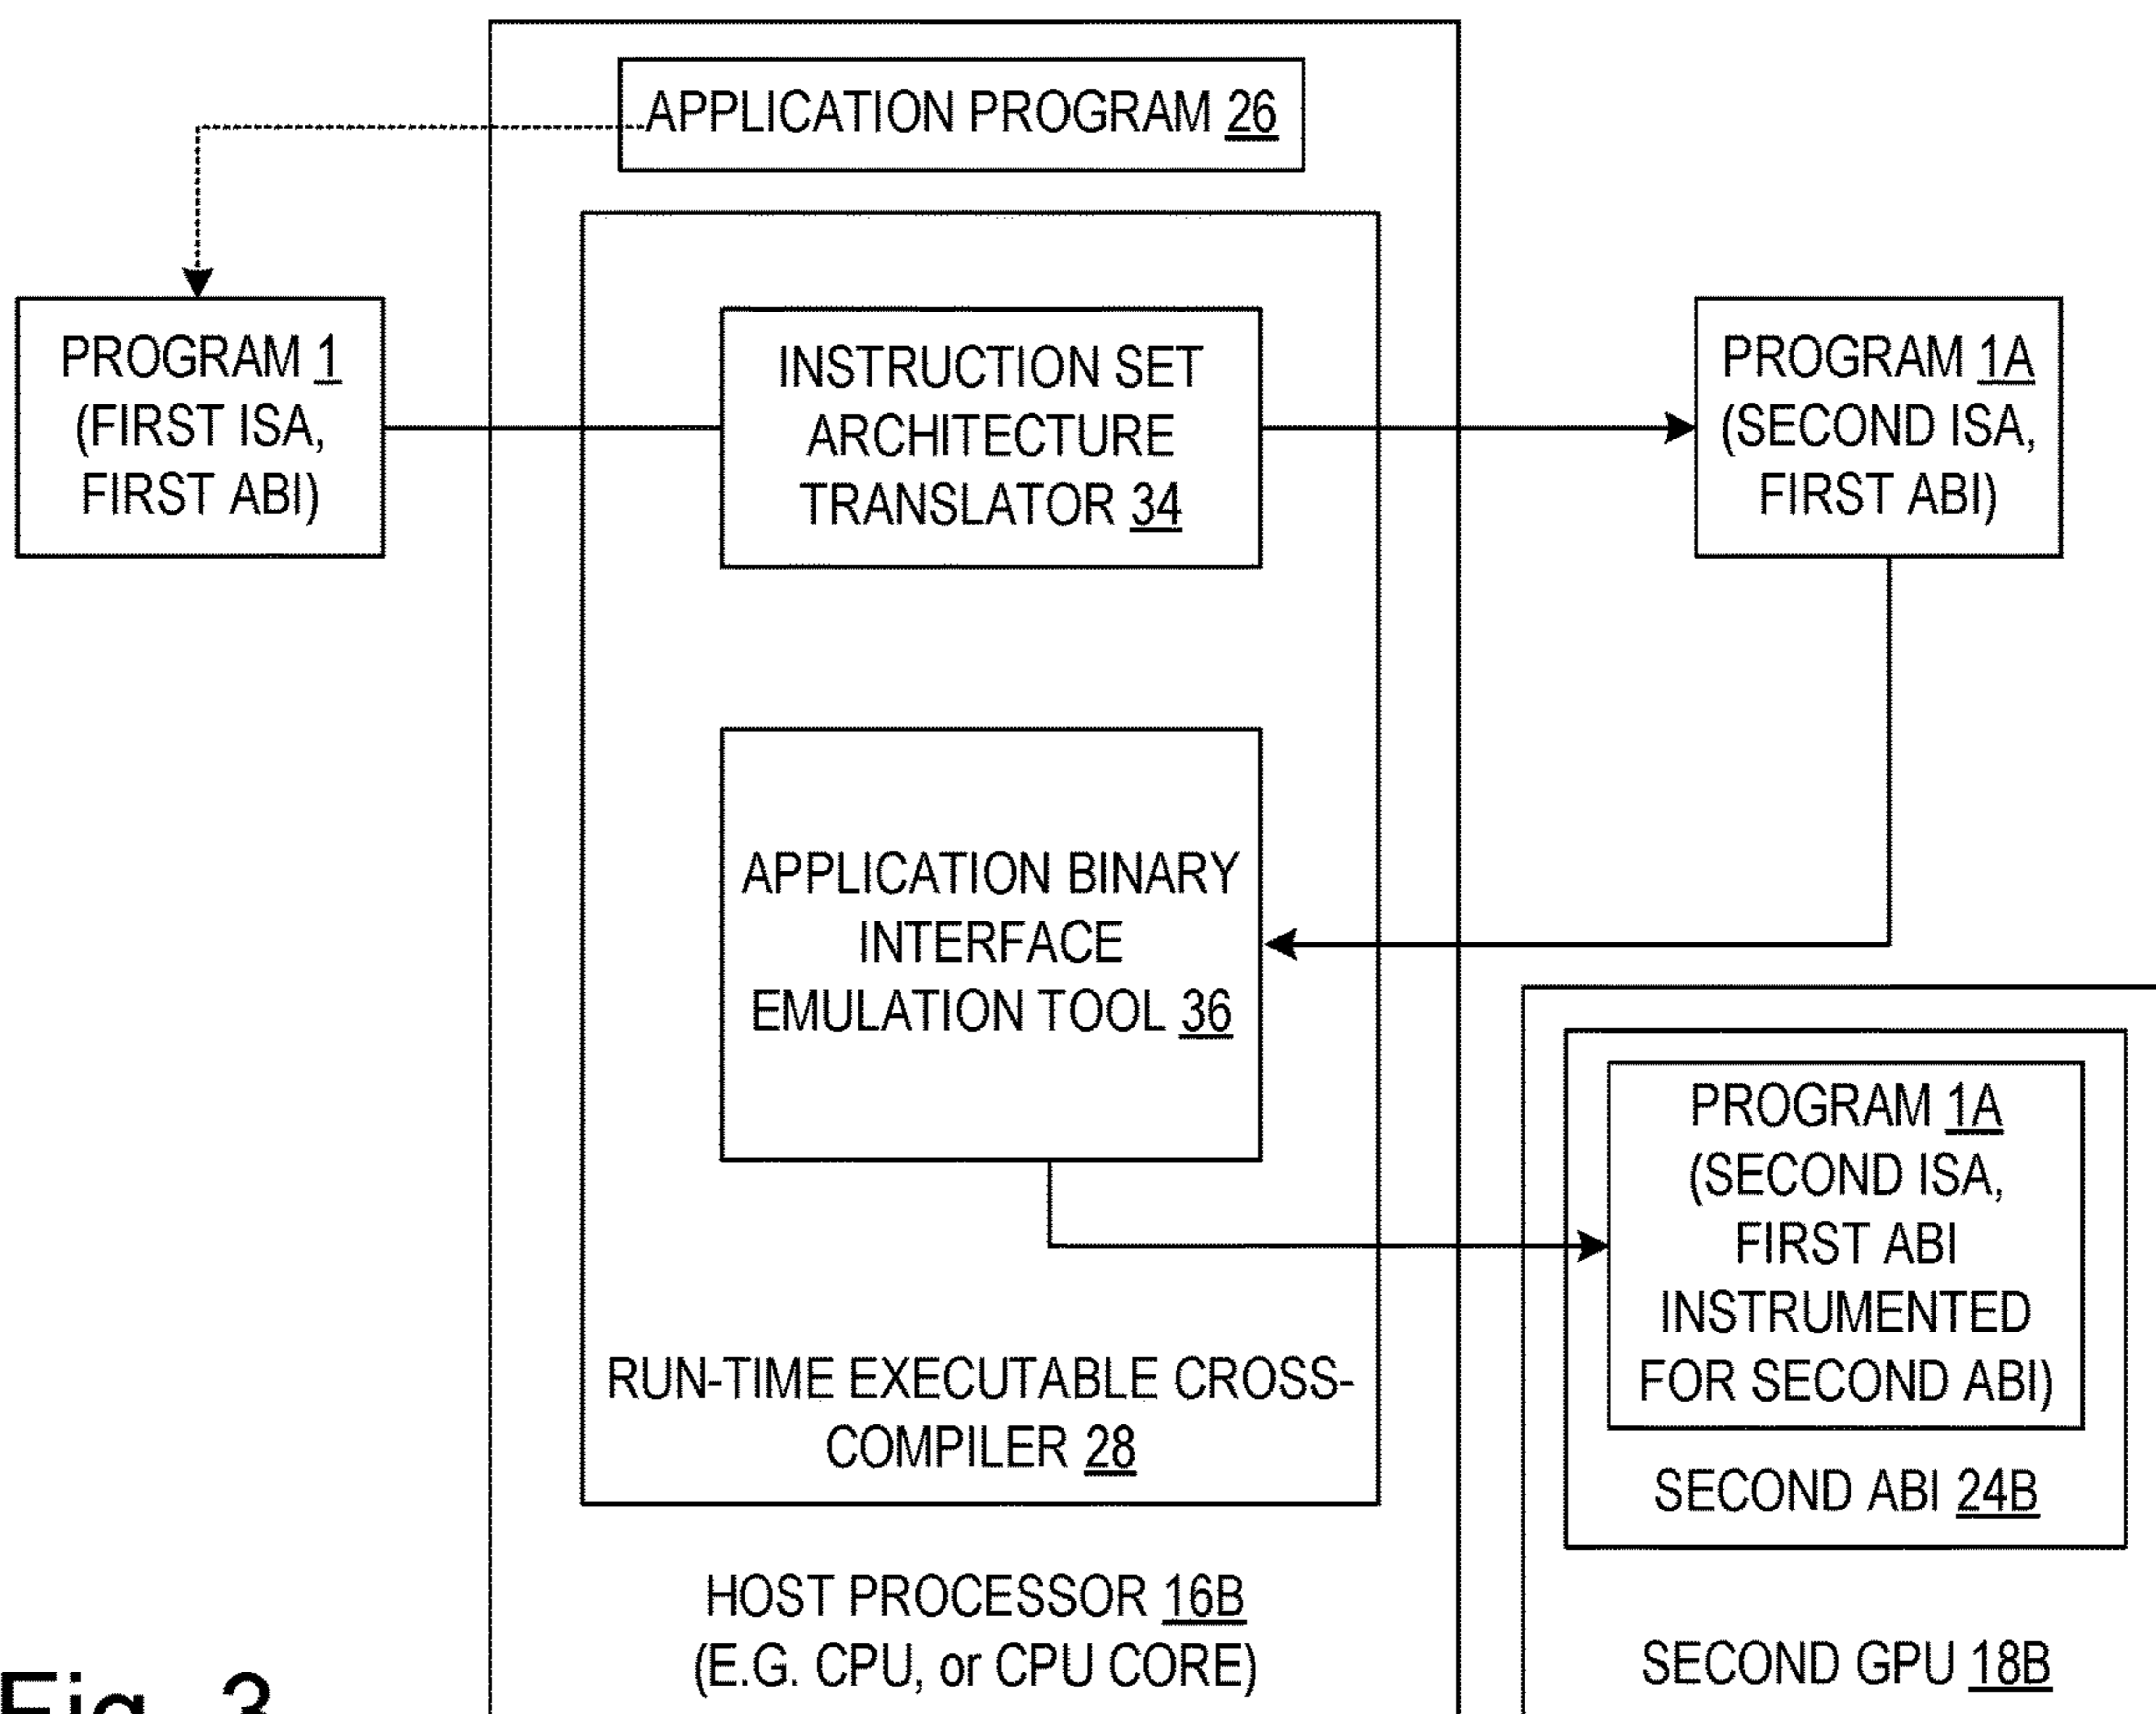 APPLICATION PROGRAM 26
PROGRAM 1
(FIRST ISA,
FIRST ABI)
INSTRUCTION SET
ARCHITECTURE
TRANSLATOR 34
PROGRAM 1A
(SECOND ISA,
FIRST ABI)
APPLICATION BINARY
INTERFACE
EMULATION TOOL 36
PROGRAM 1A
(SECOND ISA,
FIRST ABI
INSTRUMENTED
FOR SECOND ABI)
SECOND ABI 24B
RUN-TIME EXECUTABLE CROSS-
COMPILER 28
HOST PROCESSOR 16B
(E.G. CPU, or CPU CORE)
SECOND GPU 18B
Fig. 3